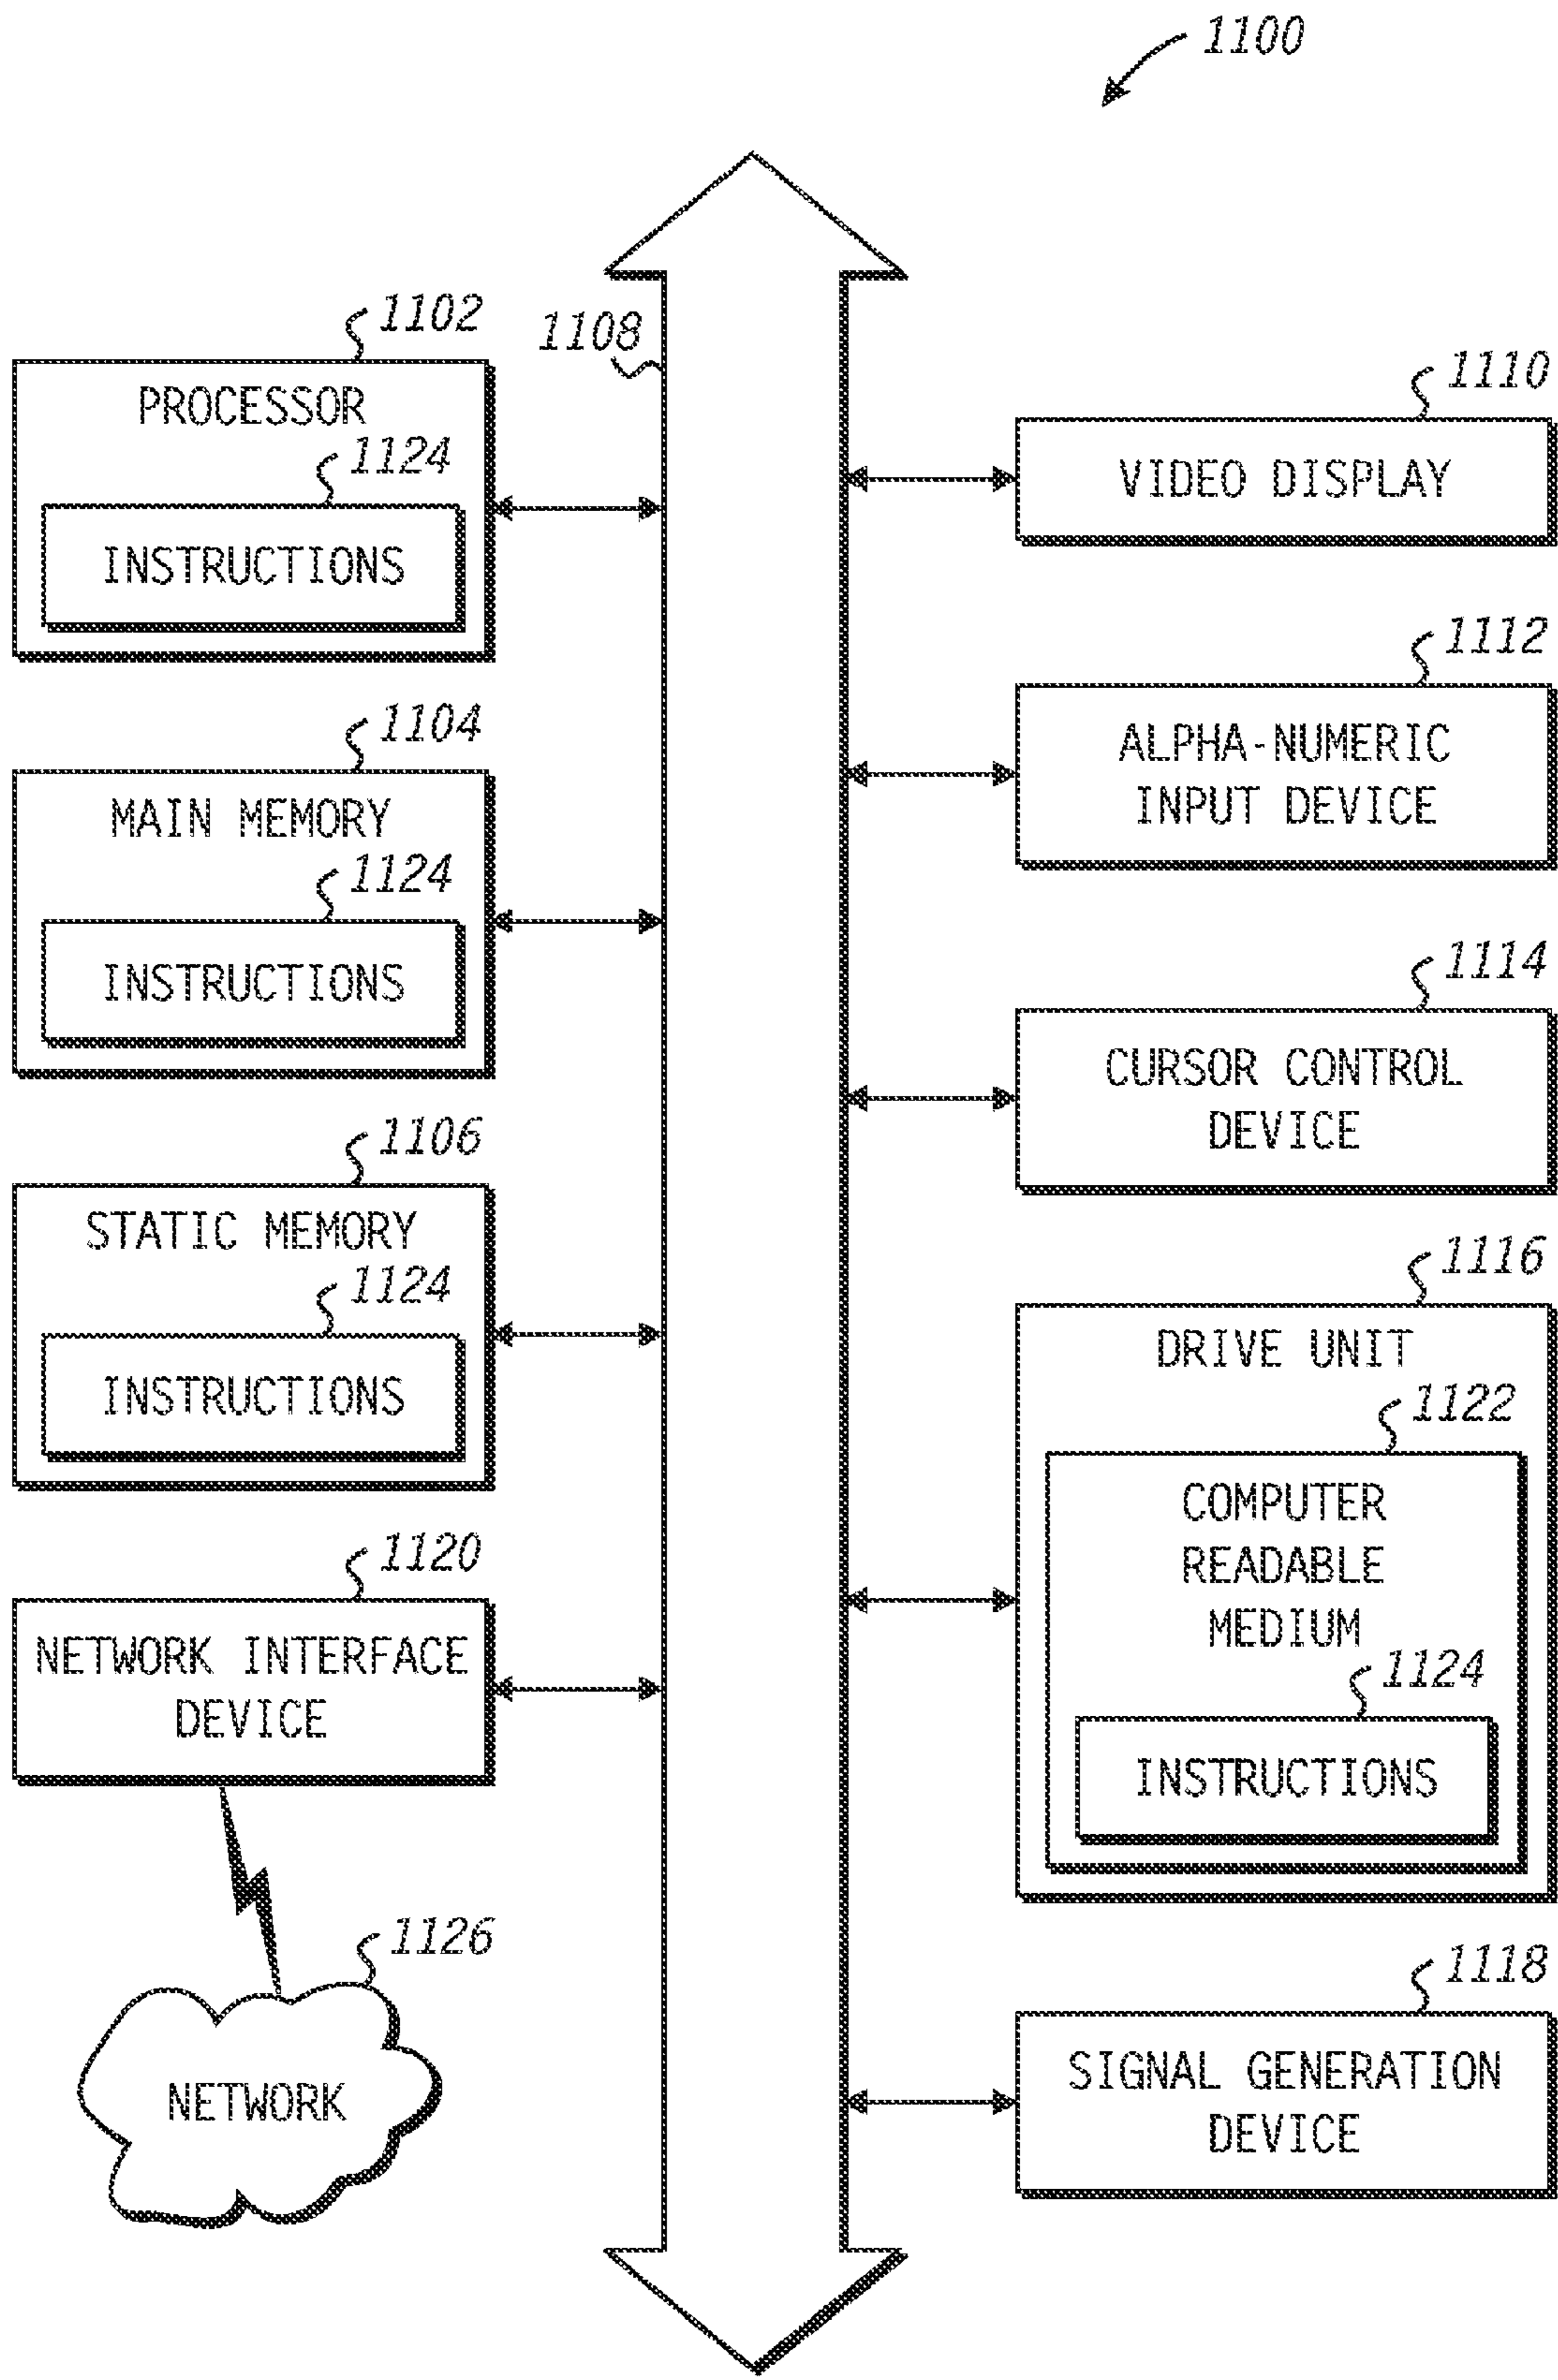 1100
1102
PROCESSOR
1124
INSTRUCTIONS
1104
MAIN MEMORY
1124
INSTRUCTIONS
1106
STATIC MEMORY
1124
INSTRUCTIONS
1120
NETWORK INTERFACE
DEVICE
1126
NETWORK
1108
1110
VIDEO DISPLAY
1112
ALPHA-NUMERIC
INPUT DEVICE
1114
CURSOR CONTROL
DEVICE
1116
DRIVE UNIT
1122
COMPUTER
READABLE
MEDIUM
1124
INSTRUCTIONS
1118
SIGNAL GENERATION
DEVICE